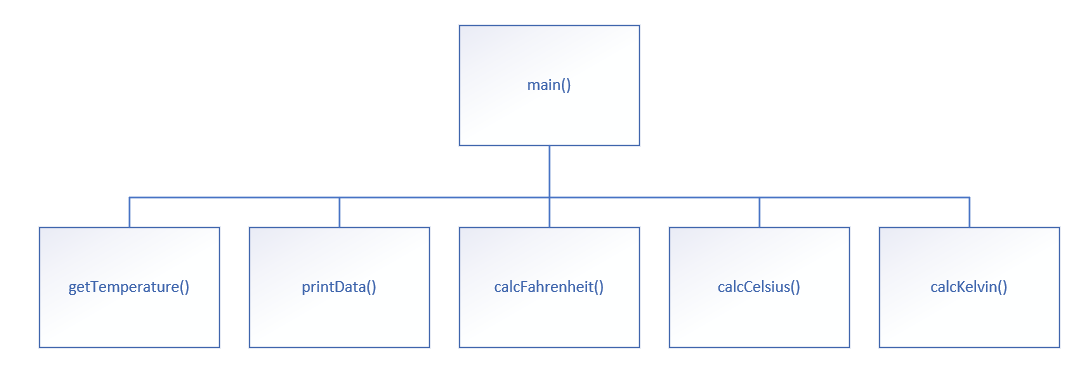 main()
getTemperature()
printData()
calcFahrenheit()
calcCelsius()
calcKelvin()